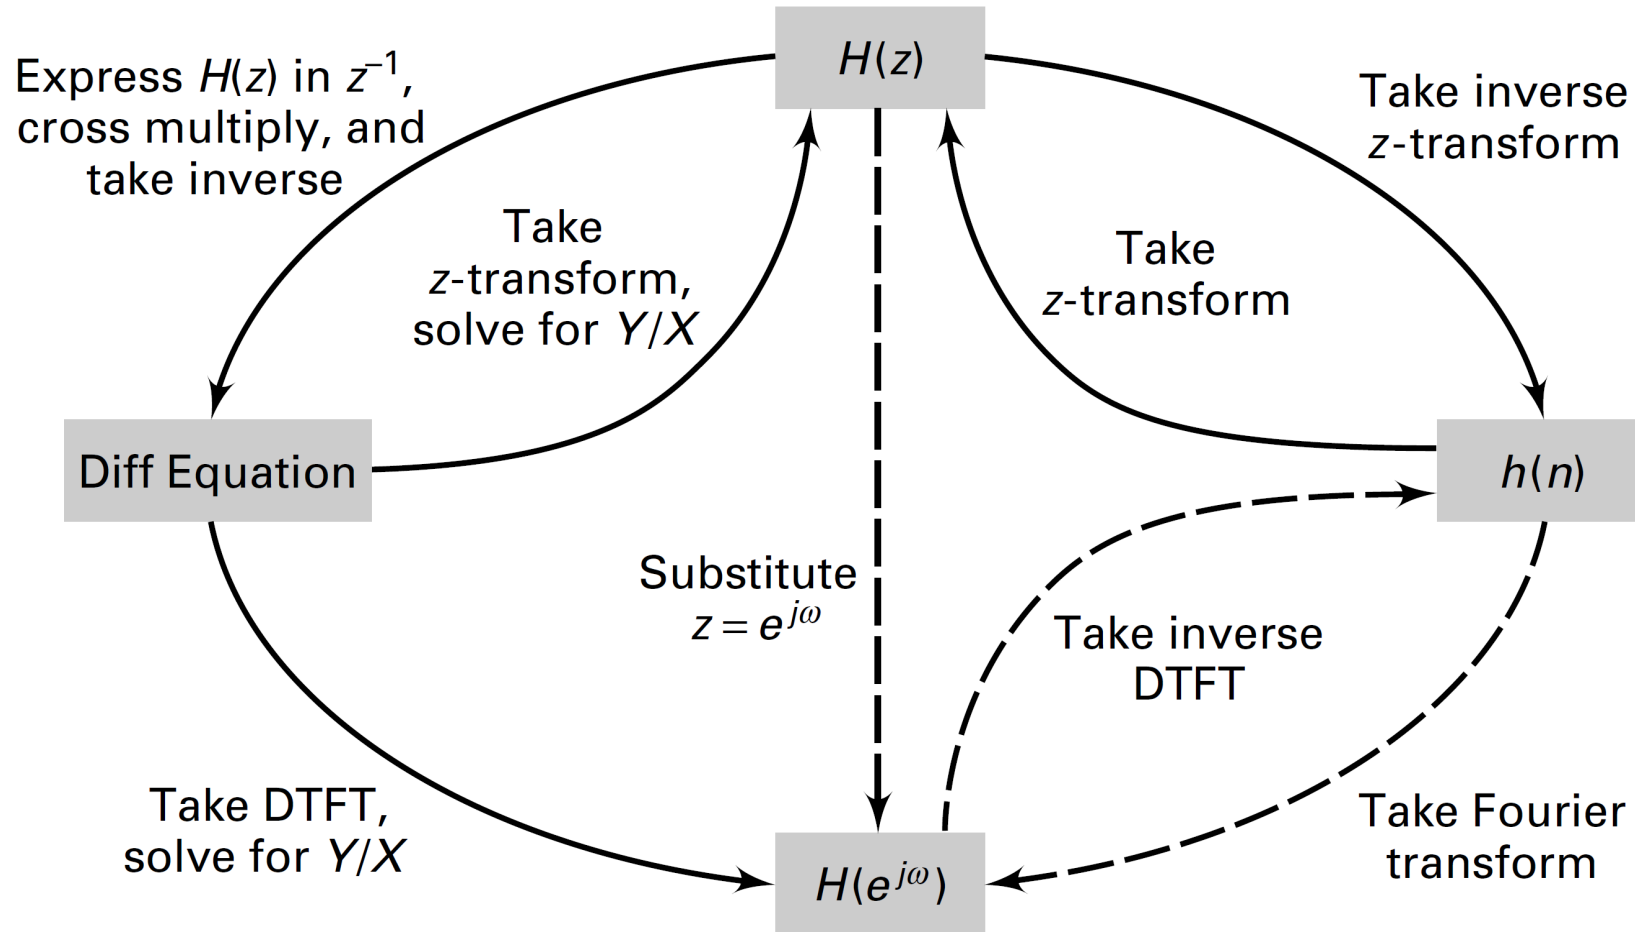 H(z)
Express H(z) in z⁻¹,
cross multiply, and
take inverse
Take inverse
z-transform
Take
z-transform,
solve for Y/X
Take
z-transform
Diff Equation
h(n)
Substitute
z = e^{jω}
Take inverse
DTFT
Take DTFT,
solve for Y/X
Take Fourier
transform
H(e^{jω})